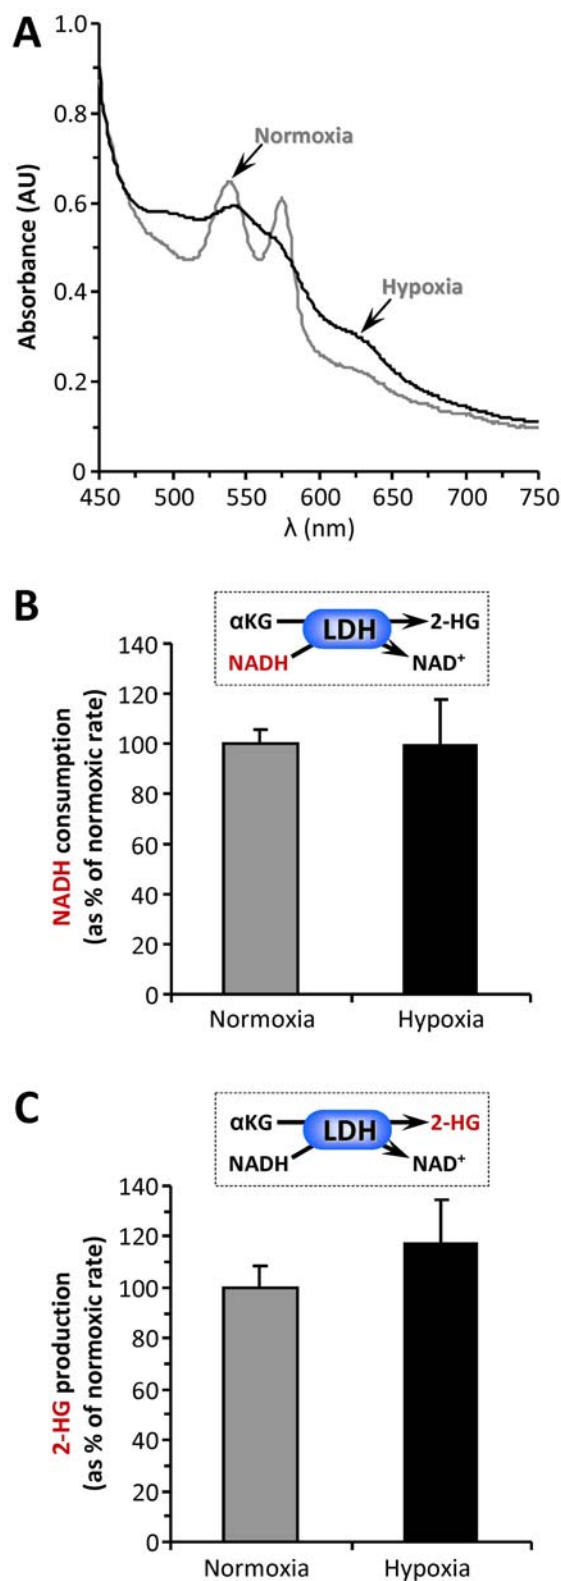 A
1.0
0.8
0.6
0.4
0.2
0
Absorbance (AU)
Normoxia
Hypoxia
450 500 550 600 650 700 750
λ (nm)
B
αKG LDH 2-HG
NADH NAD⁺
140
120
100
80
60
40
20
0
NADH consumption
(as % of normoxic rate)
Normoxia Hypoxia
C
αKG LDH 2-HG
NADH NAD⁺
140
120
100
80
60
40
20
0
2-HG production
(as % of normoxic rate)
Normoxia Hypoxia